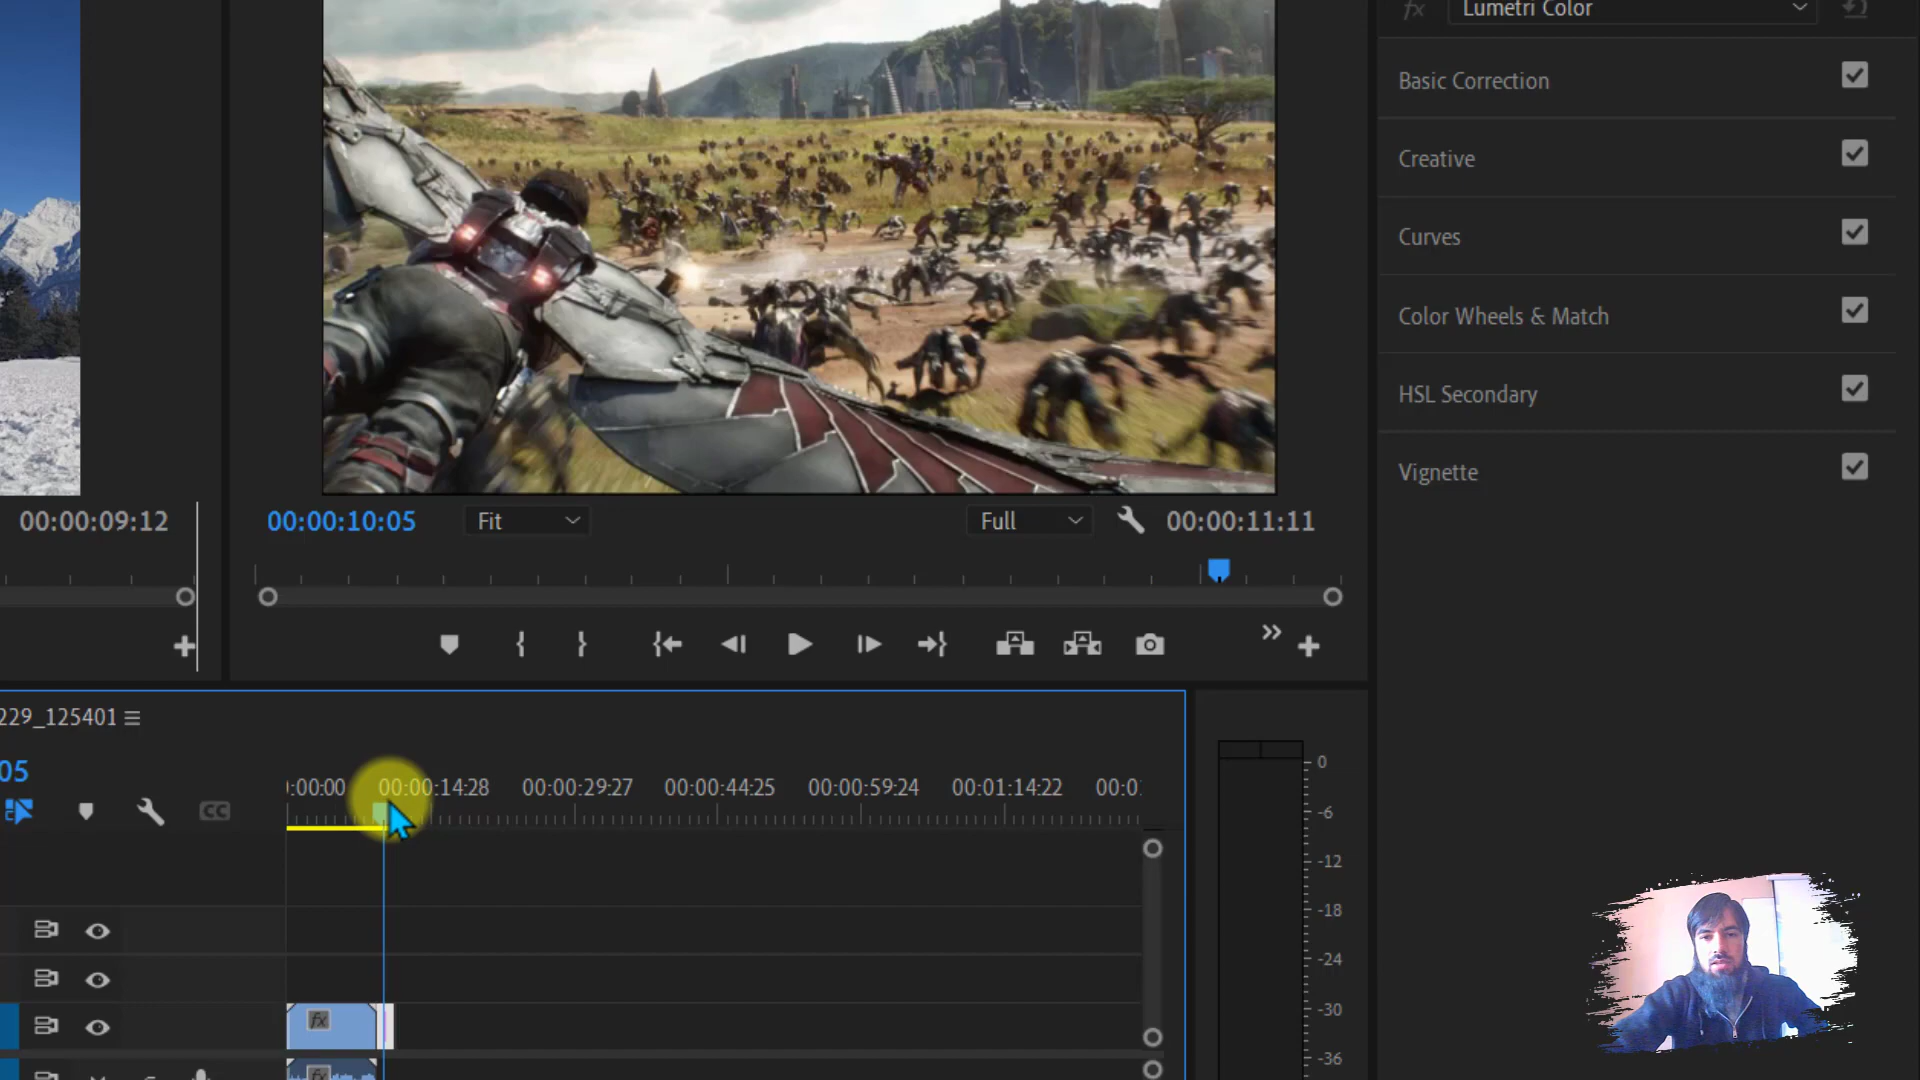 fx Lumetri Color
Basic Correction
Creative
Curves
Color Wheels & Match
HSL Secondary
Vignette
00:00:09:12
00:00:10:05
Fit
Full
00:00:11:11
229_125401
05
:00:00
00:00:14:28
00:00:29:27
00:00:44:25
00:00:59:24
00:01:14:22
00:0
CC
0
-6
-12
-18
-24
-30
-36
fx
fx